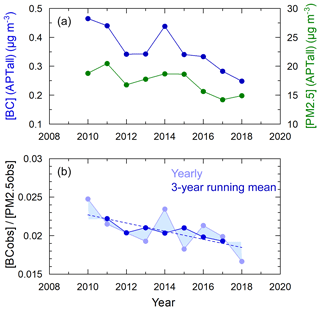 (a)
[BC] (APTall) (μg m⁻³)
0.5
0.4
0.3
0.2
0.1
[PM2.5] (APTall) (μg m⁻³)
30
25
20
15
10
2008 2010 2012 2014 2016 2018 2020
(b)
Yearly
3-year running mean
[BCobs] / [PM2.5obs]
0.03
0.025
0.02
0.015
2008 2010 2012 2014 2016 2018 2020
Year